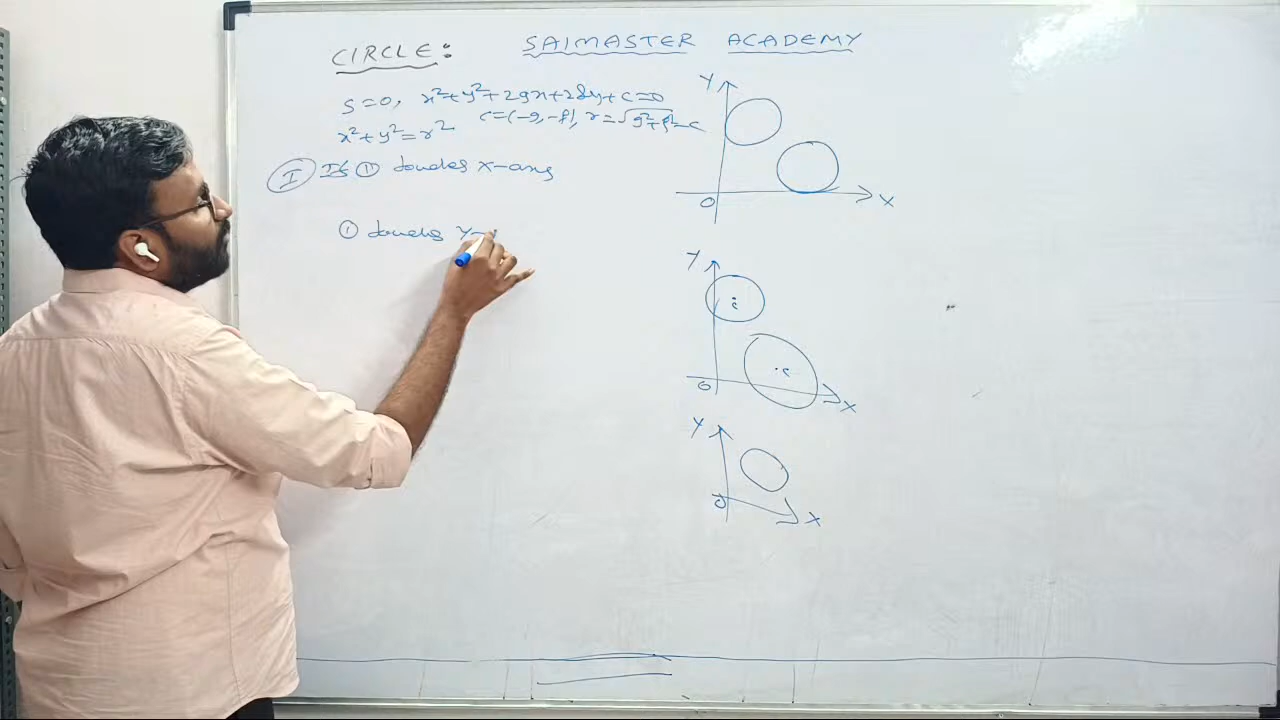 CIRCLE: SAIMASTER ACADEMY
S=0, x²+y²+2gx+2fy+c=0
c=(-g,-f), r=√g²+f²-c
x²+y²=r²
I If ① touches X-axis
① touches Y-
Y
O X
Y
c
c
O X
Y
O X